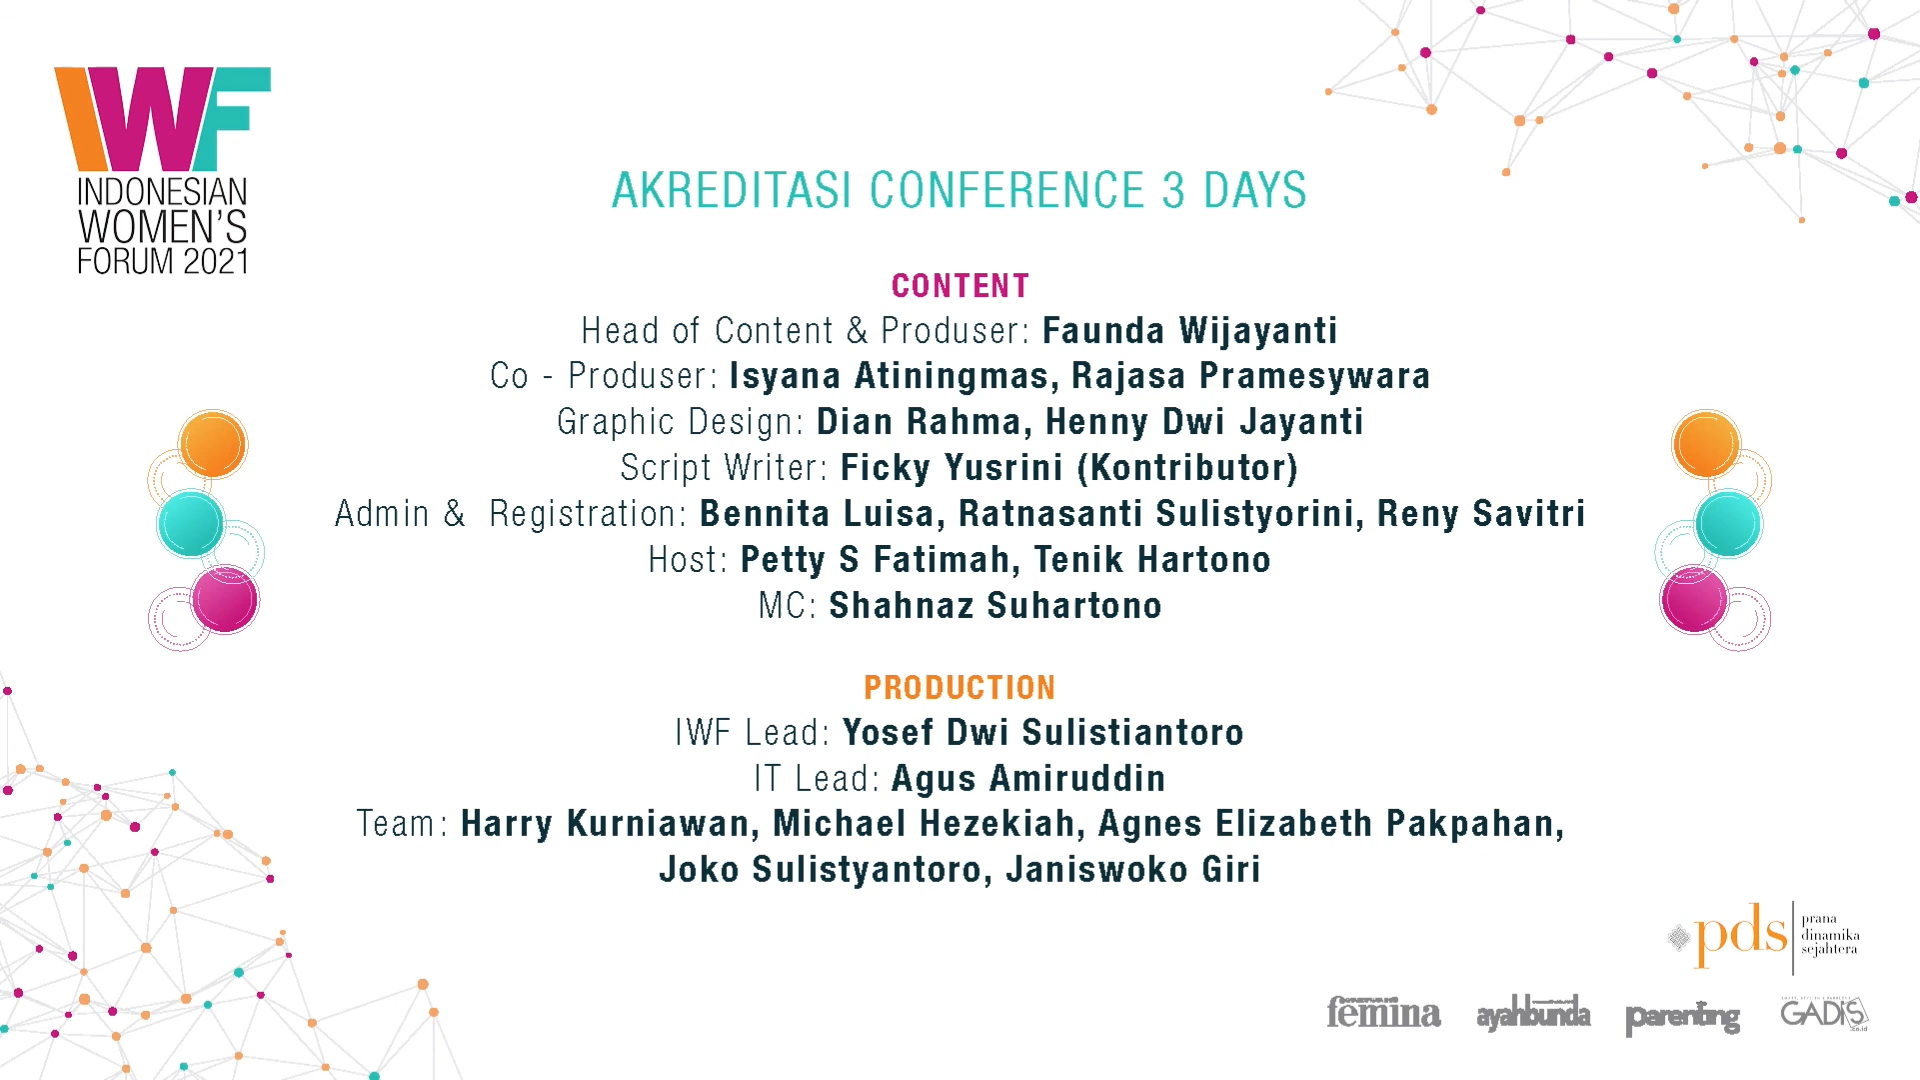 IWF
INDONESIAN
WOMEN'S
FORUM 2021
AKREDITASI CONFERENCE 3 DAYS
CONTENT
Head of Content & Produser: Faunda Wijayanti
Co - Produser: Isyana Atiningmas, Rajasa Pramesywara
Graphic Design: Dian Rahma, Henny Dwi Jayanti
Script Writer: Ficky Yusrini (Kontributor)
Admin & Registration: Bennita Luisa, Ratnasanti Sulistyorini, Reny Savitri
Host: Petty S Fatimah, Tenik Hartono
MC: Shahnaz Suhartono
PRODUCTION
IWF Lead: Yosef Dwi Sulistiantoro
IT Lead: Agus Amiruddin
Team: Harry Kurniawan, Michael Hezekiah, Agnes Elizabeth Pakpahan,
Joko Sulistyantoro, Janiswoko Giri
pds
prana
dinamika
sejahtera
femina
ayahbunda
parenting
GADIS
.co.id